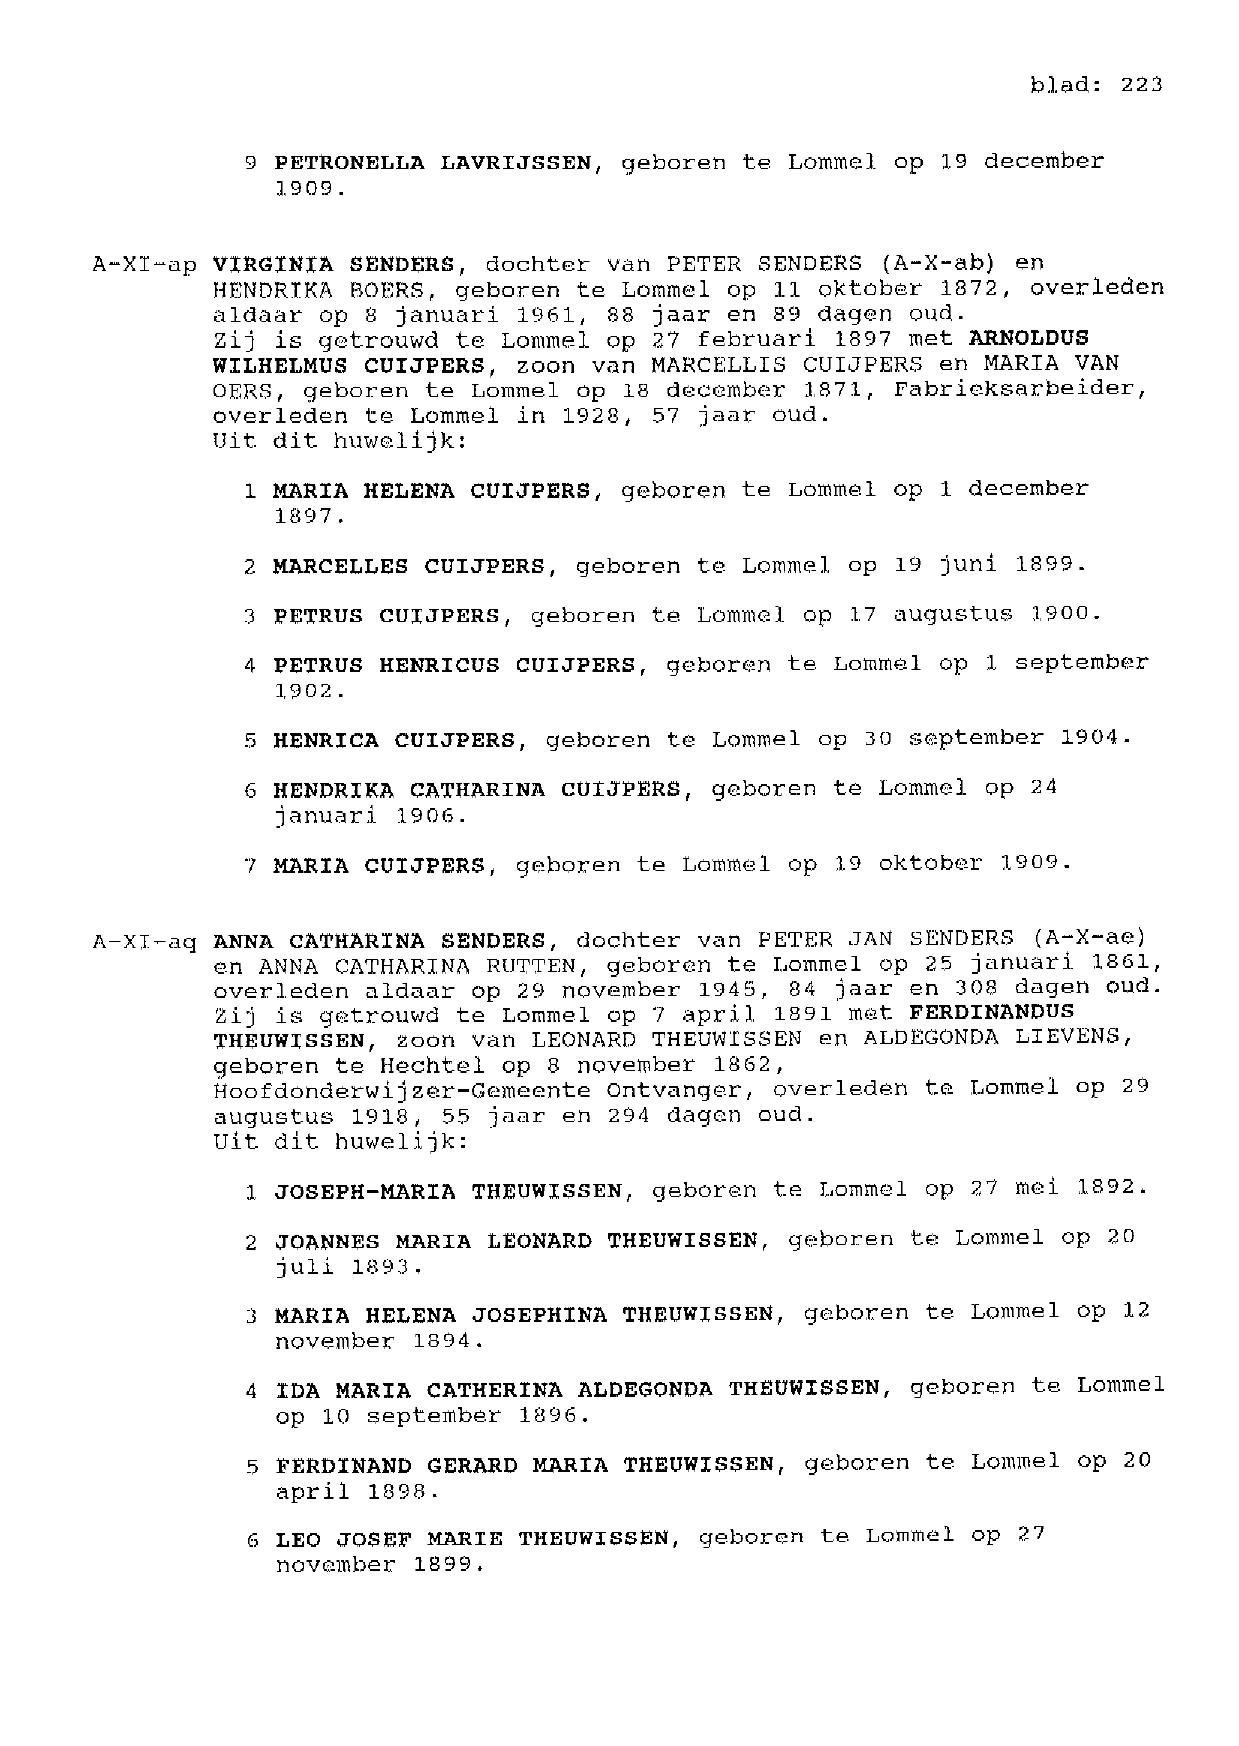 blad: 223
9 PETRONELLA LAVRIJSSEN, geboren te Lommel op 19 december
1909.
A-XI-ap VIRGINIA SENDERS, dochter van PETER SENDERS (A-X-ab) en
HENDRIKA BOERS, geboren te Lommel op 11 oktober 1872, overleden
aldaar op 8 januari 1961, 88 jaar en 89 dagen oud.
Zij is getrouwd te Lommel op 27 februari 1897 met ARNOLDUS
WILHELMUS CUIJPERS, zoon van MARCELLIS CUIJPERS en MARIA VAN
OERS, geboren te Lommel op 18 december 1871, Fabrieksarbeider,
overleden te Lommel in 1928, 57 jaar oud.
Uit dit huwelijk:
1 MARIA HELENA CUIJPERS, geboren te Lommel op 1 december
1897.
2 MARCELLES CUIJPERS, geboren te Lommel op 19 juni 1899.
3 PETRUS CUIJPERS, geboren te Lommel op 17 augustus 1900.
4 PETRUS HENRICUS CUIJPERS, geboren te Lommel op 1 september
1902.
5 HENRICA CUIJPERS, geboren te Lommel op 30 september 1904.
6 HENDRIKA CATHARINA CUIJPERS, geboren te Lommel op 24
januari 1906.
7 MARIA CUIJPERS, geboren te Lommel op 19 oktober 1909.
A-XI-aq ANNA CATHARINA SENDERS, dochter van PETER JAN SENDERS (A-X-ae)
en ANNA CATHARINA RUTTEN, geboren te Lommel op 25 januari 1861,
overleden aldaar op 29 november 1945, 84 jaar en 308 dagen oud.
Zij is getrouwd te Lommel op 7 april 1891 met FERDINANDUS
THEUWISSEN, zoon van LEONARD THEUWISSEN en ALDEGONDA LIEVENS,
geboren te Hechtel op 8 november 1862,
Hoofdonderwijzer-Gemeente Ontvanger, overleden te Lommel op 29
augustus 1918, 55 jaar en 294 dagen oud.
Uit dit huwelijk:
1 JOSEPH-MARIA THEUWISSEN, geboren te Lommel op 27 mei 1892.
2 JOANNES MARIA LEONARD THEUWISSEN, geboren te Lommel op 20
juli 1893.
3 MARIA HELENA JOSEPHINA THEUWISSEN, geboren te Lommel op 12
november 1894.
4 IDA MARIA CATHERINA ALDEGONDA THEUWISSEN, geboren te Lommel
op 10 september 1896.
5 FERDINAND GERARD MARIA THEUWISSEN, geboren te Lommel op 20
april 1898.
6 LEO JOSEF MARIE THEUWISSEN, geboren te Lommel op 27
november 1899.